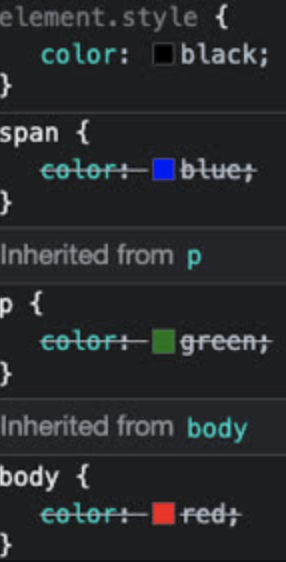 element.style {
color: black;
}
span {
color: blue;
}
Inherited from p
p {
color: green;
}
Inherited from body
body {
color: red;
}